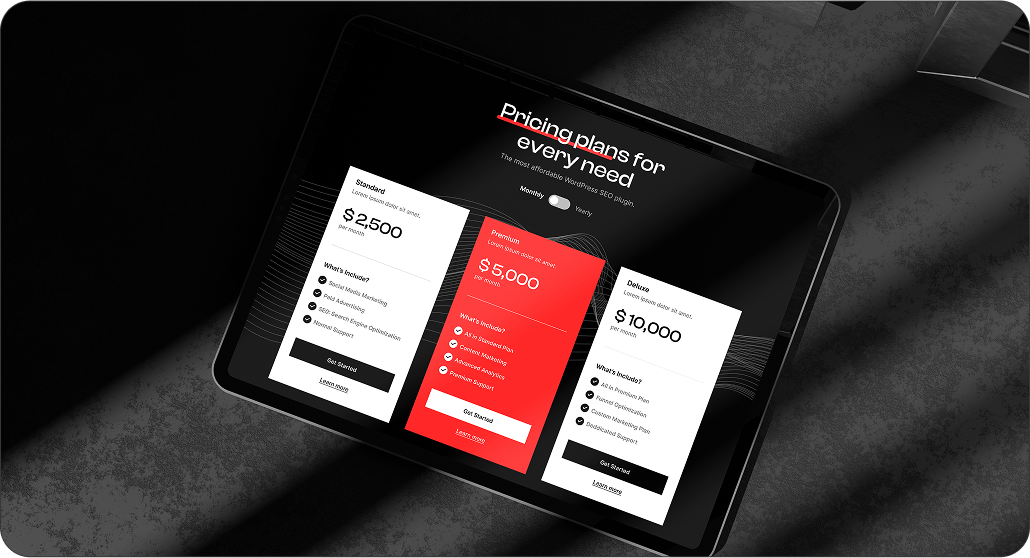 Pricing plans for
every need
The most affordable WordPress SEO plugin.
Monthly
Yearly
Standard
Lorem ipsum dolor sit amet.
$2,500
per month
What's Include?
Social Media Marketing
Paid Advertising
SEO: Search Engine Optimization
Normal Support
Get Started
Learn more
Premium
Lorem ipsum dolor sit amet.
$5,000
per month
What's Include?
All in Standard Plan
Content Marketing
Advanced Analytics
Premium Support
Get Started
Learn more
Deluxe
Lorem ipsum dolor sit amet.
$10,000
per month
What's Include?
All in Premium Plan
Funnel Optimization
Custom Marketing Plan
Deddicated Support
Get Started
Learn more